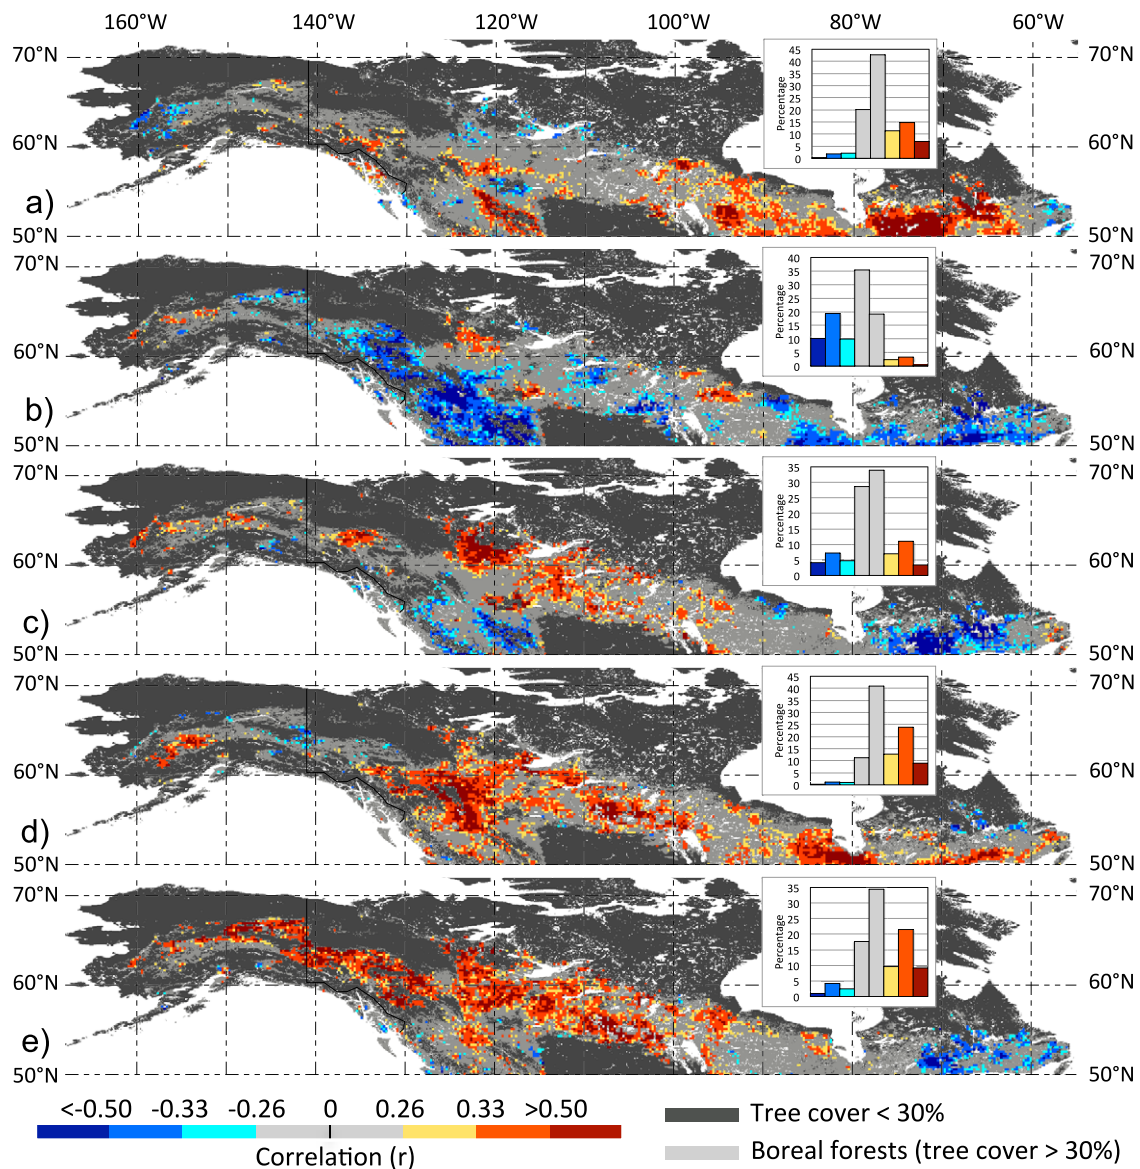 160°W 140°W 120°W 100°W 80°W 60°W
70°N 70°N
60°N 60°N
a)
50°N 50°N
Percentage
45
40
35
30
25
20
15
10
5
0
70°N 70°N
60°N 60°N
b)
50°N 50°N
Percentage
40
35
30
25
20
15
10
5
0
70°N 70°N
60°N 60°N
c)
50°N 50°N
Percentage
35
30
25
20
15
10
5
0
70°N 70°N
60°N 60°N
d)
50°N 50°N
Percentage
45
40
35
30
25
20
15
10
5
0
70°N 70°N
60°N 60°N
e)
50°N 50°N
Percentage
35
30
25
20
15
10
5
0
<-0.50 -0.33 -0.26 0 0.26 0.33 >0.50
Correlation (r)
Tree cover < 30%
Boreal forests (tree cover > 30%)